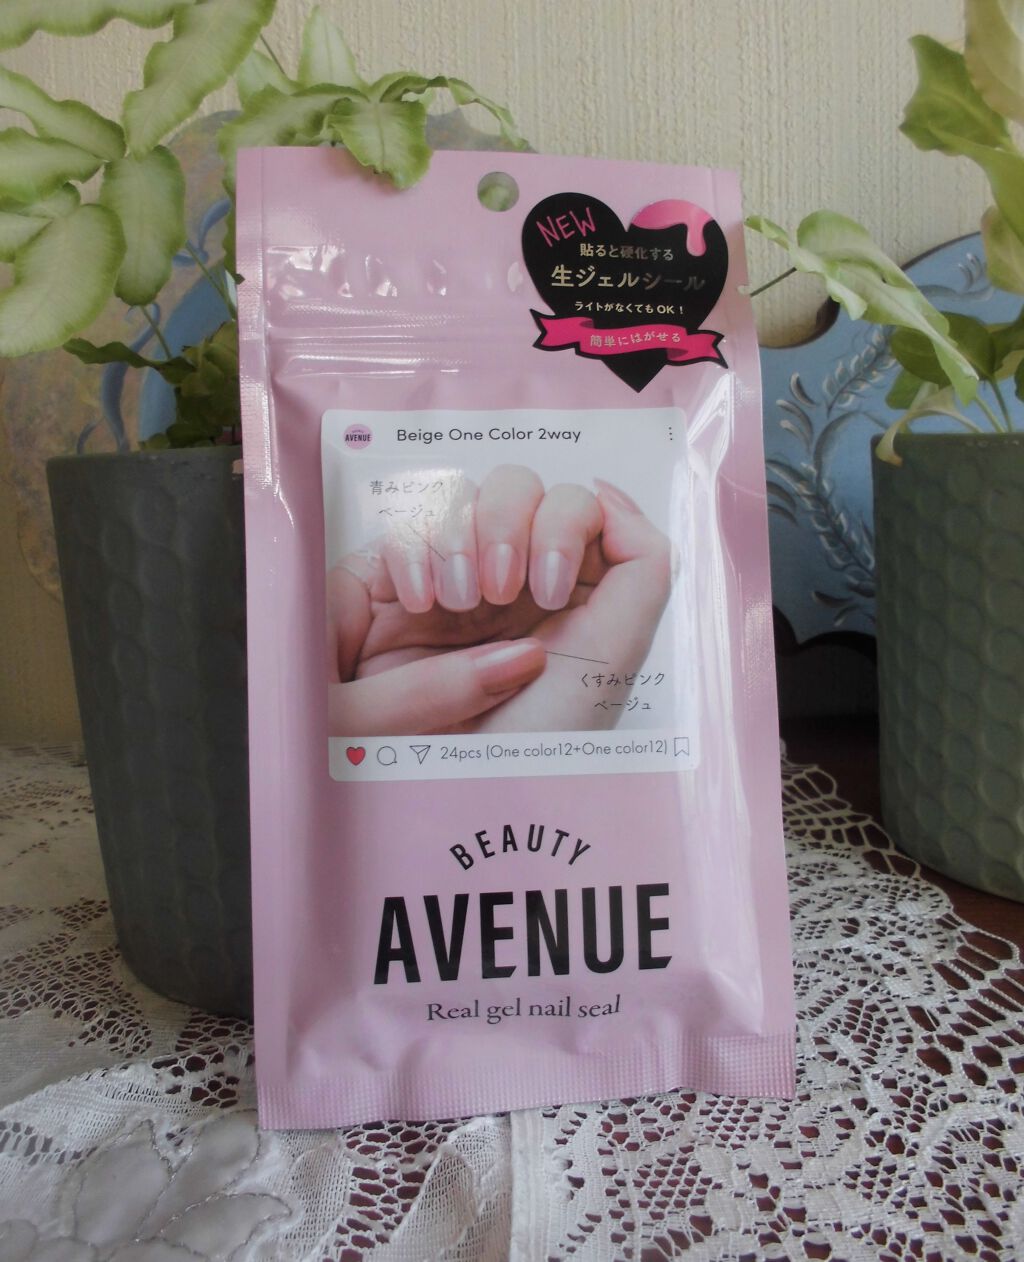 NEW
貼ると硬化する
生ジェルシール
ライトがなくてもOK!
簡単にはがせる
AVENUE
Beige One Color 2way
青みピンク
ベージュ
くすみピンク
ベージュ
24pcs (One color12+One color12)
BEAUTY
AVENUE
Real gel nail seal